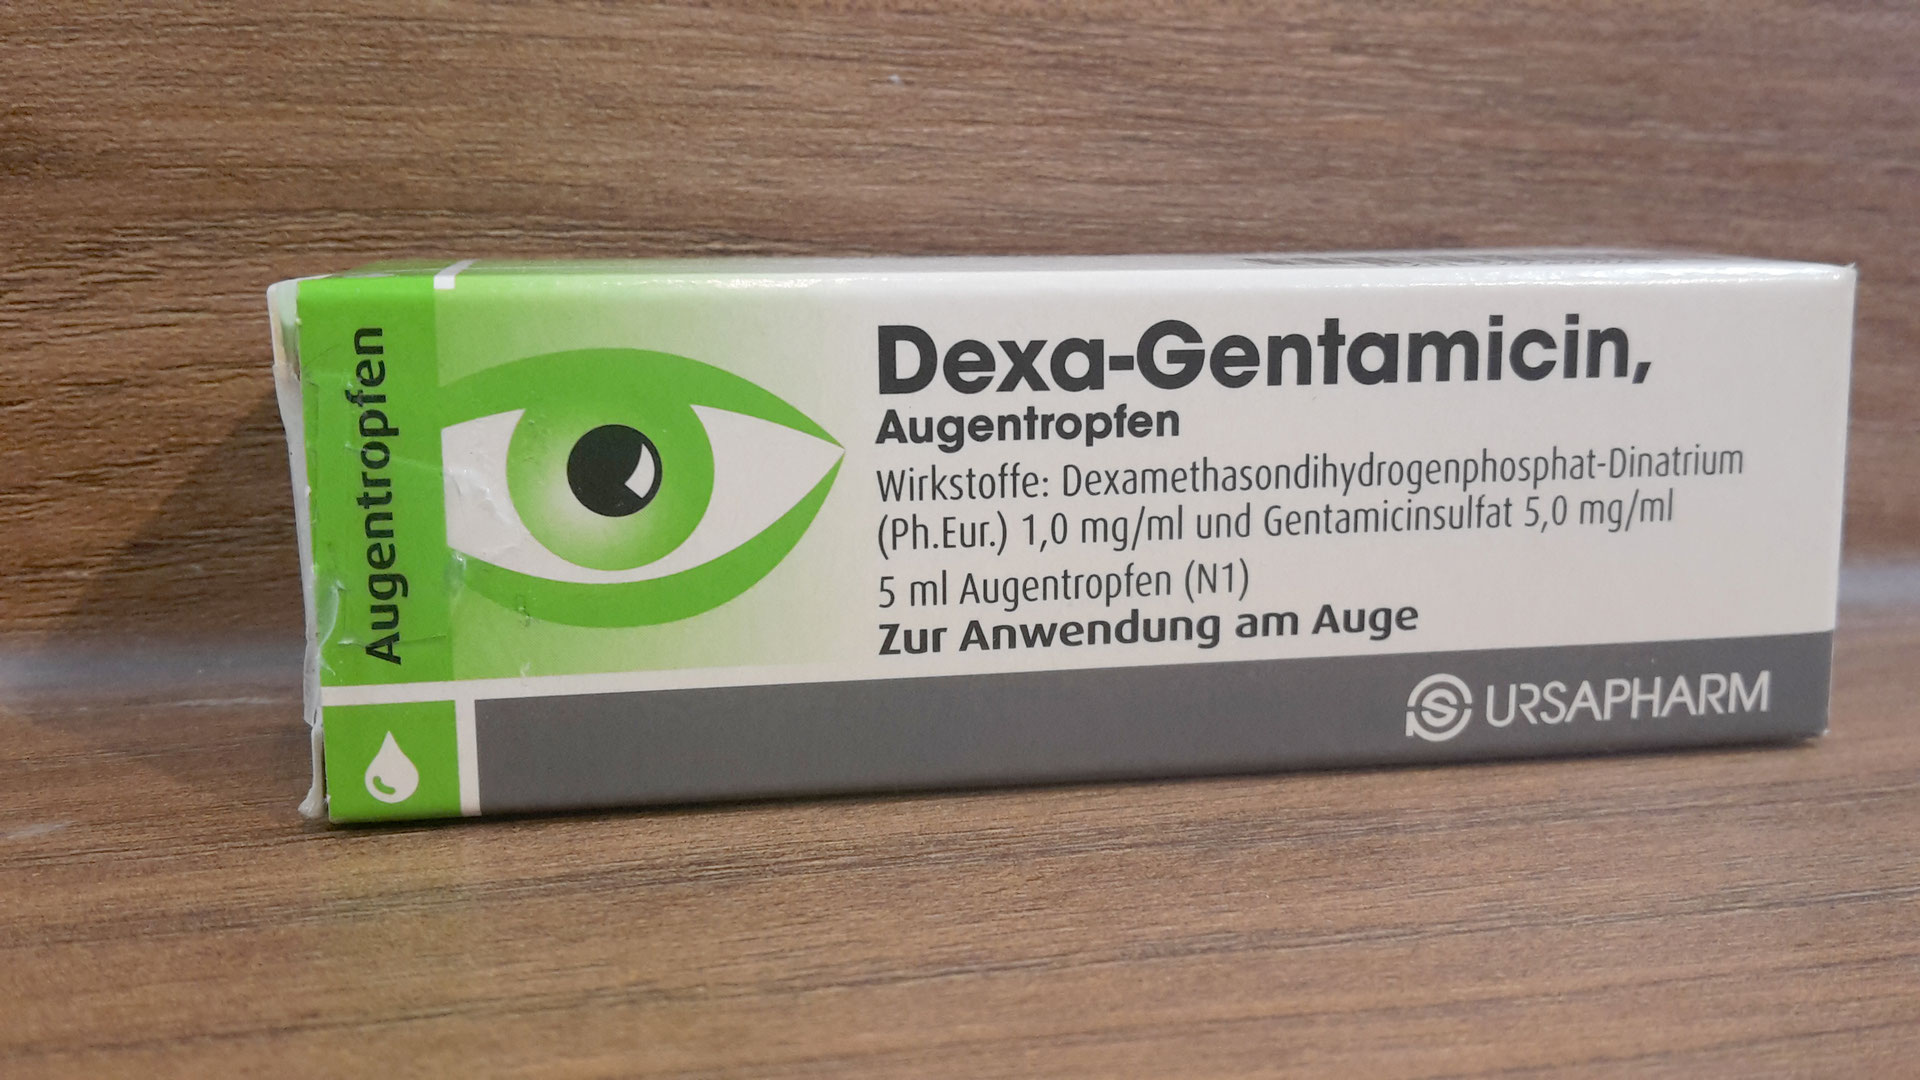 Augentropfen
Dexa-Gentamicin,
Augentropfen
Wirkstoffe: Dexamethasondihydrogenphosphat-Dinatrium
(Ph.Eur.) 1,0 mg/ml und Gentamicinsulfat 5,0 mg/ml
5 ml Augentropfen (N1)
Zur Anwendung am Auge
URSAPHARM